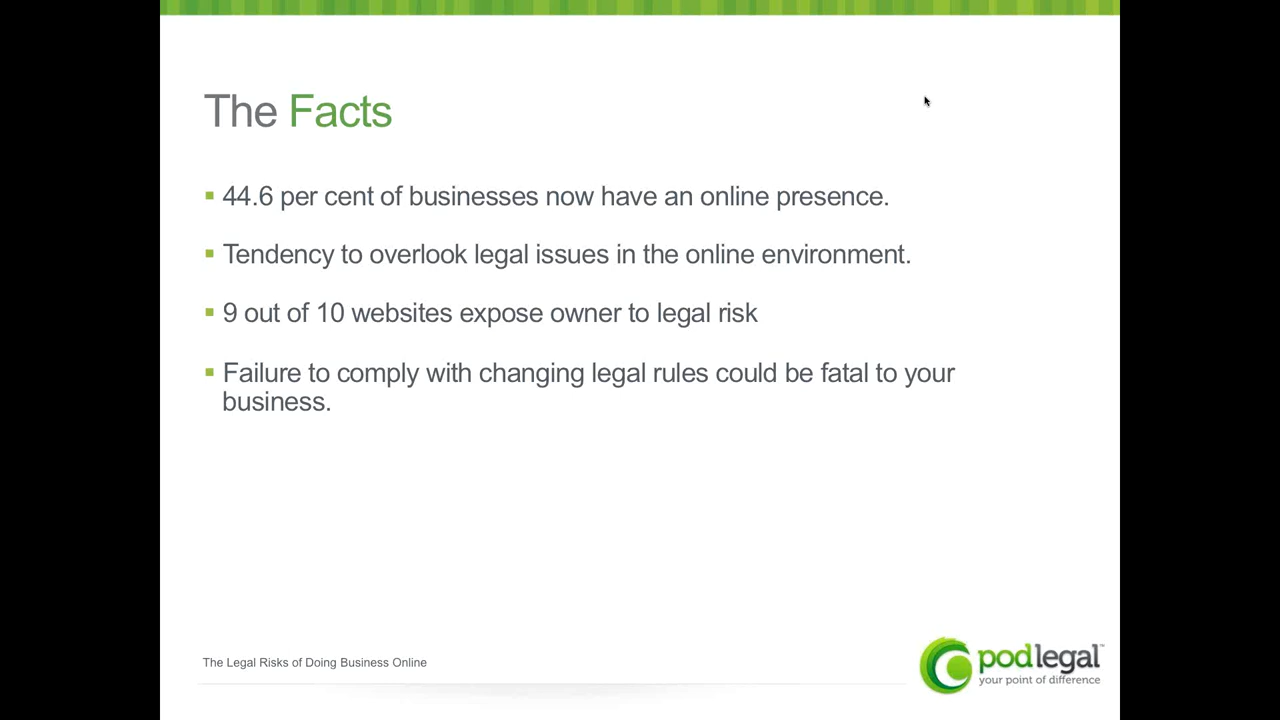 The Facts
▪ 44.6 per cent of businesses now have an online presence.
▪ Tendency to overlook legal issues in the online environment.
▪ 9 out of 10 websites expose owner to legal risk
▪ Failure to comply with changing legal rules could be fatal to your
business.
The Legal Risks of Doing Business Online
podlegal™
your point of difference